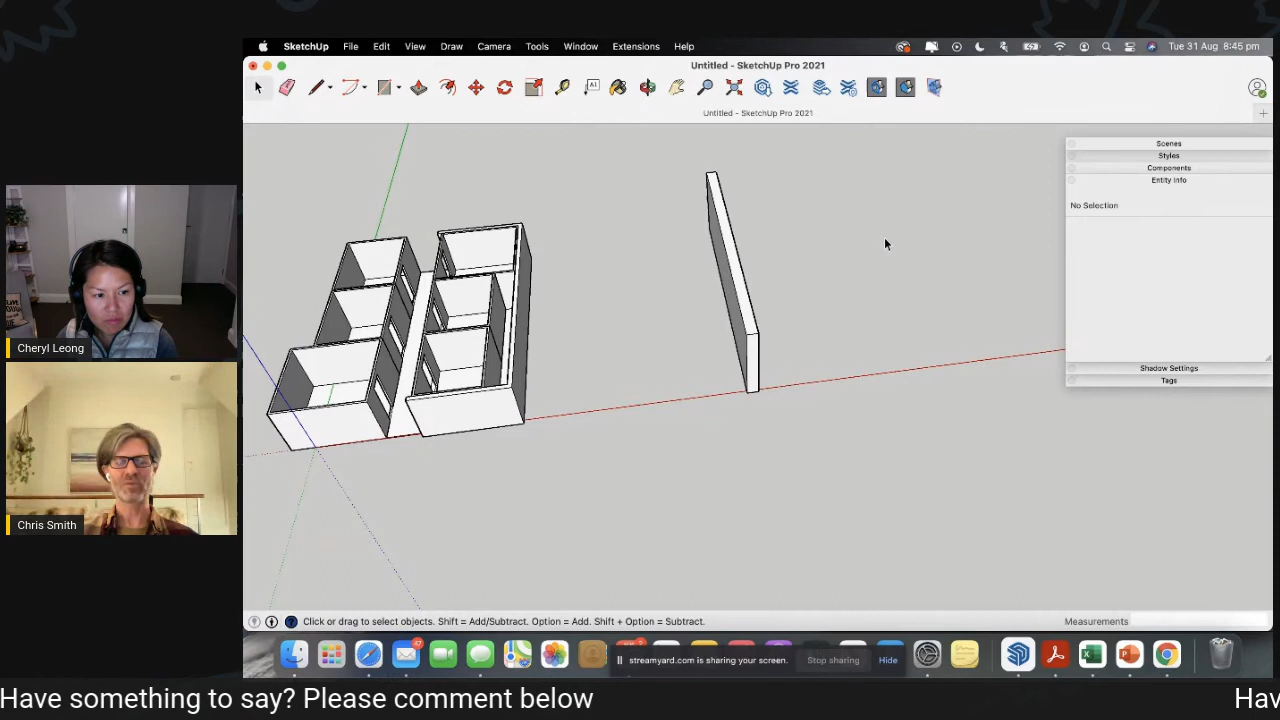 SketchUp File Edit View Draw Camera Tools Window Extensions Help Tue 31 Aug 8:45 pm
Untitled - SketchUp Pro 2021
Untitled - SketchUp Pro 2021
Scenes
Styles
Components
Entity Info
No Selection
Shadow Settings
Tags
Cheryl Leong
Chris Smith
Click or drag to select objects. Shift = Add/Subtract. Option = Add. Shift + Option = Subtract.
Measurements
42
streamyard.com is sharing your screen. Stop sharing Hide
Have something to say? Please comment below Hav